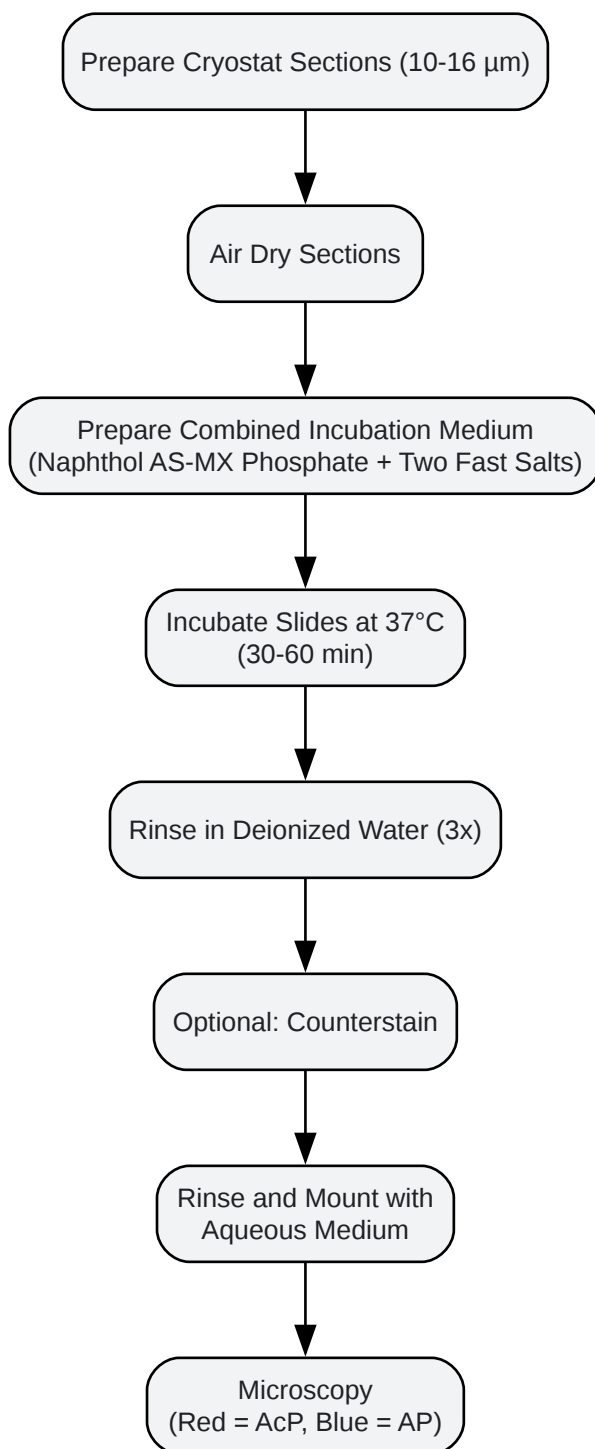 Prepare Cryostat Sections (10-16 µm)
Air Dry Sections
Prepare Combined Incubation Medium
(Naphthol AS-MX Phosphate + Two Fast Salts)
Incubate Slides at 37°C
(30-60 min)
Rinse in Deionized Water (3x)
Optional: Counterstain
Rinse and Mount with
Aqueous Medium
Microscopy
(Red = AcP, Blue = AP)